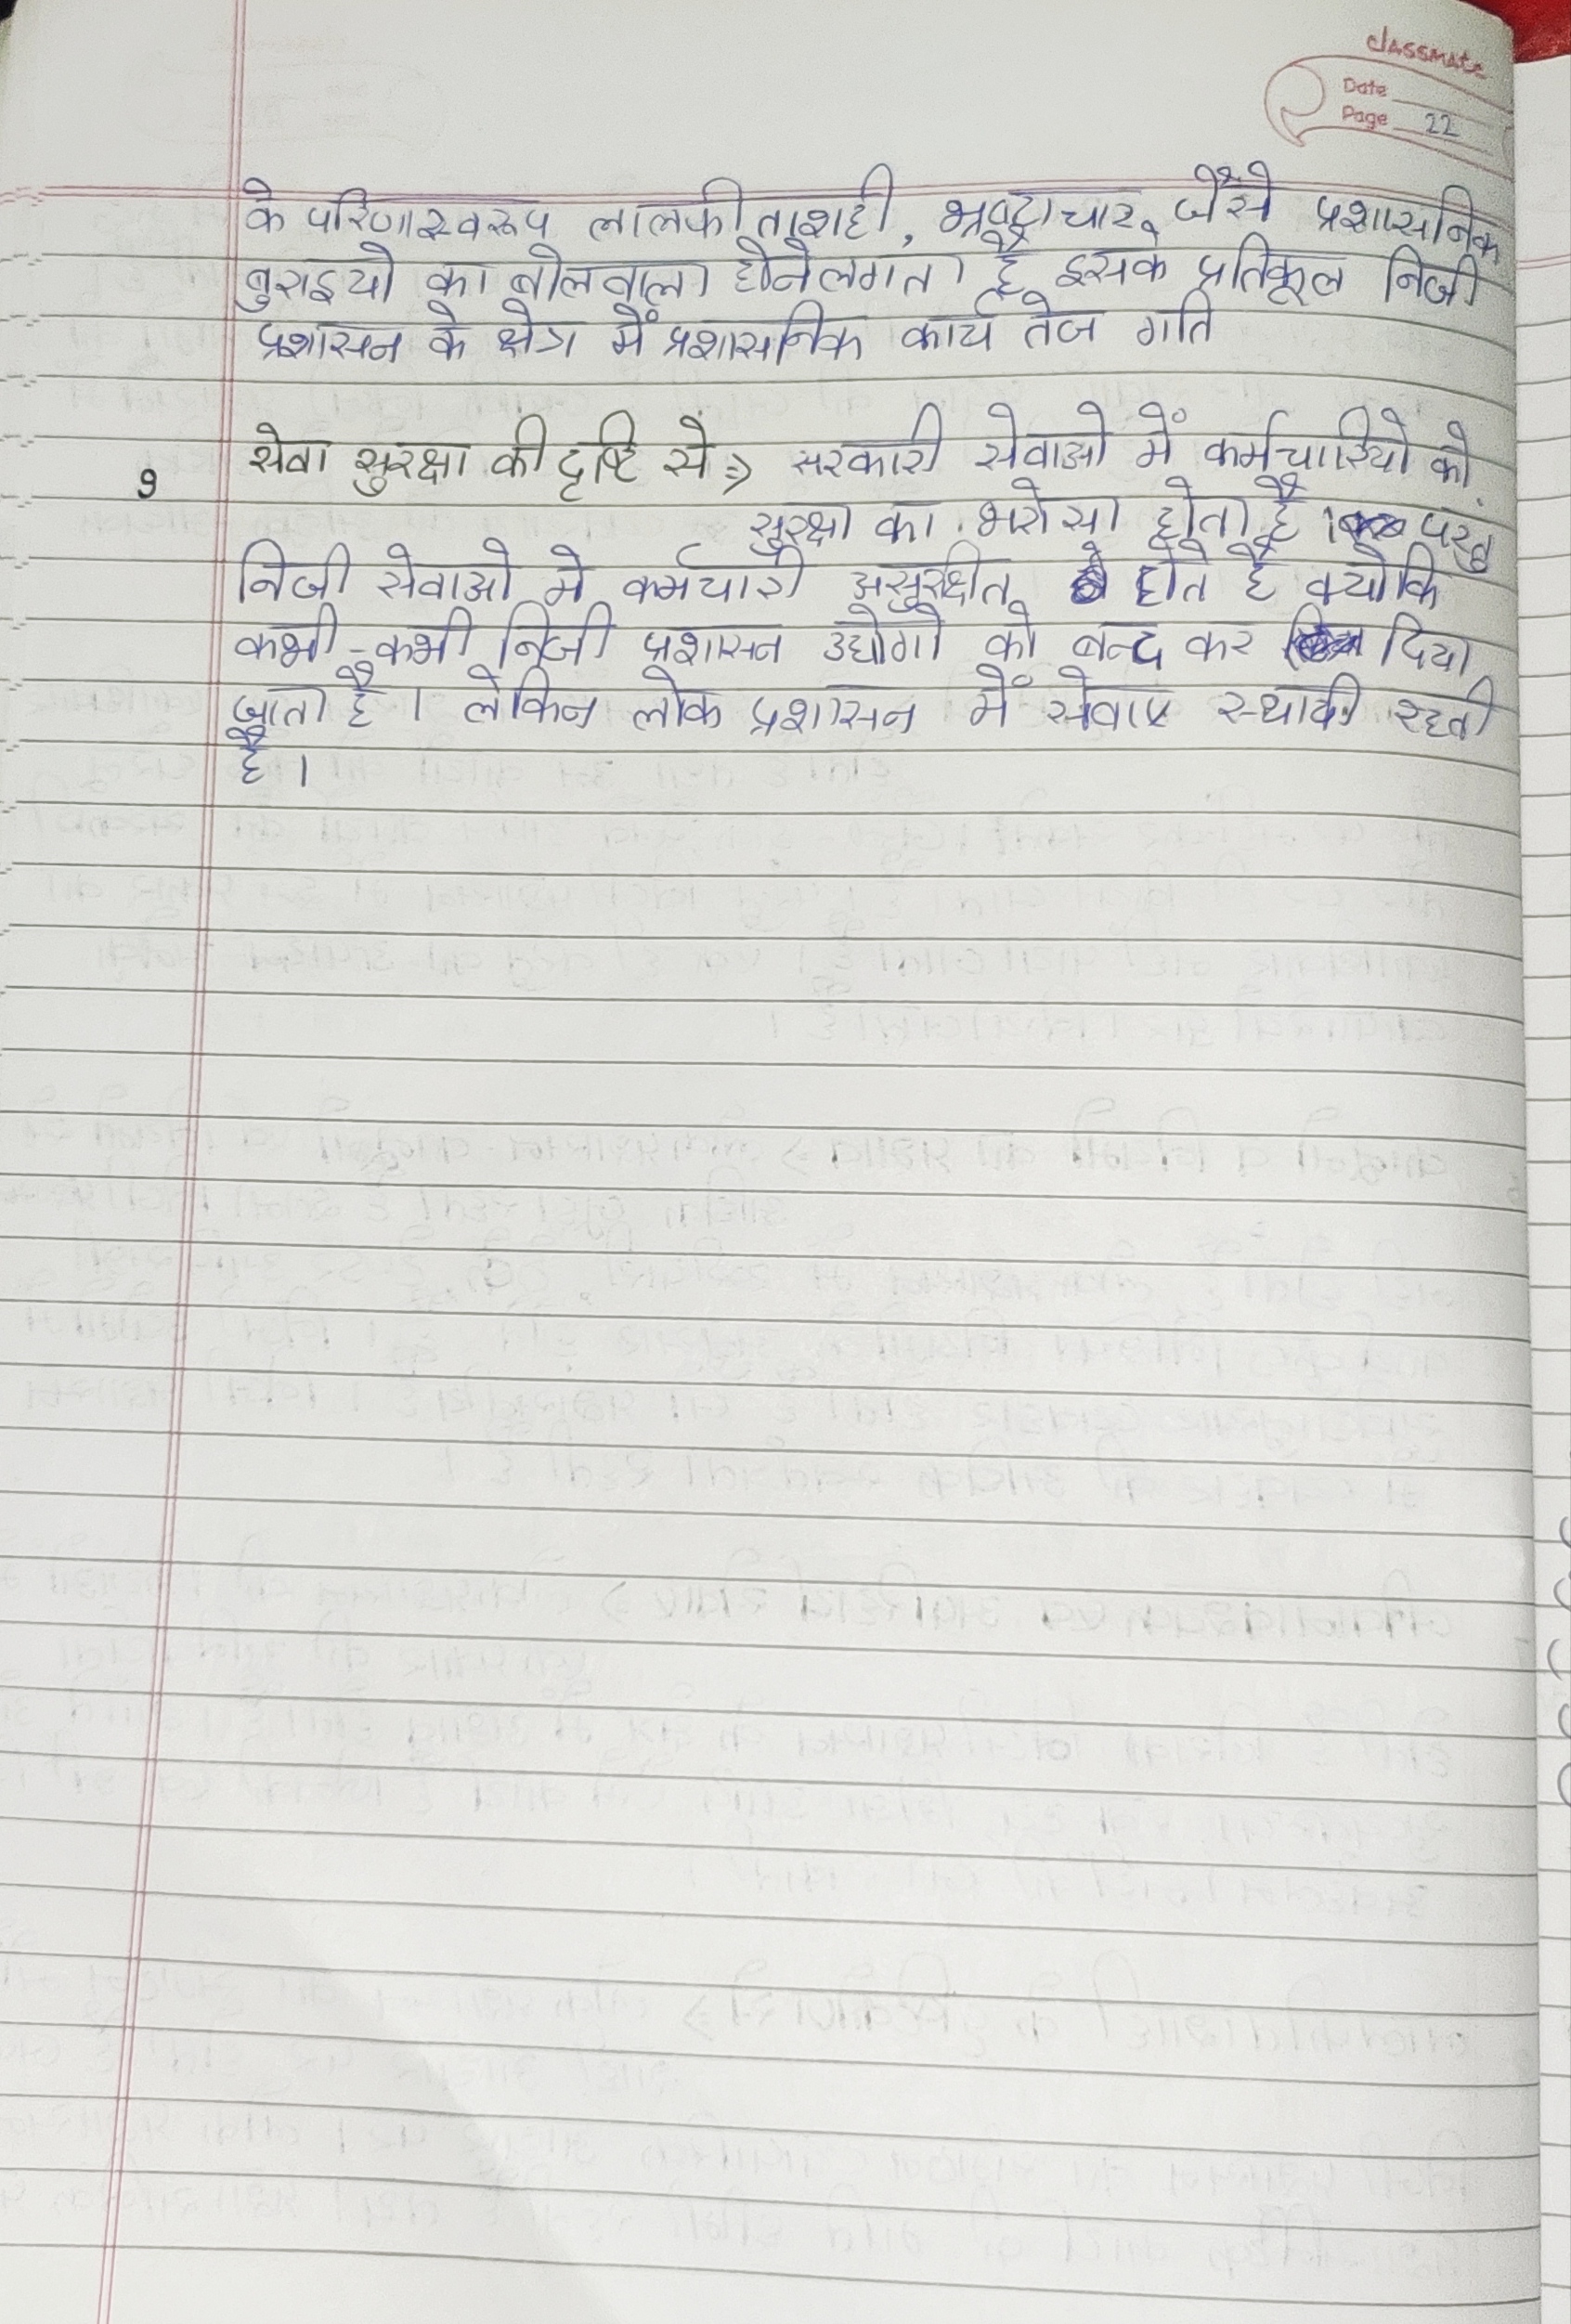 classmate
Date
Page 22
के परिणास्वरूप लालफीताशही, भ्रष्टाचार जैसे प्रशासनिक
बुराइयो का बोलवाला होनेलगता है इसके प्रतिकूल निजी
प्रशासन के क्षेत्र में प्रशासनिक कार्य तेज गति
9 सेवा सुरक्षा की दृष्टि से ⇒ सरकारी सेवाओ में कर्मचारियो को
सुरक्षा का भरोसा होता है । परंतु
निजी सेवाओ मे कर्मचारी असुरक्षित होते है क्योकि
कभी-कभी निजी प्रशासन उद्योगो को बन्द कर दिया
जाता है । लेकिन लोक प्रशासन में सेवाए स्थायी रहती
है ।